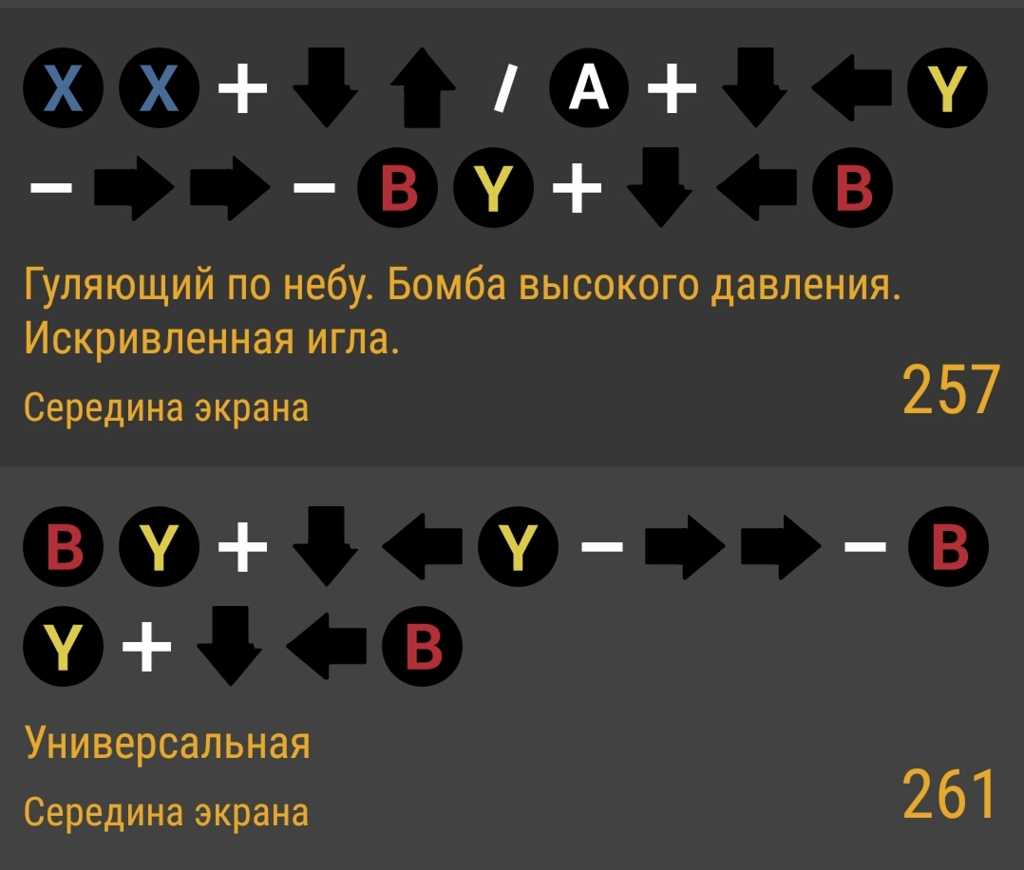 X X + ↓ ↑ / A + ↓ ← Y
– → → – B Y + ↓ ← B
Гуляющий по небу. Бомба высокого давления.
Искривленная игла.
Середина экрана
257
B Y + ↓ ← Y – → → – B
Y + ↓ ← B
Универсальная
Середина экрана
261